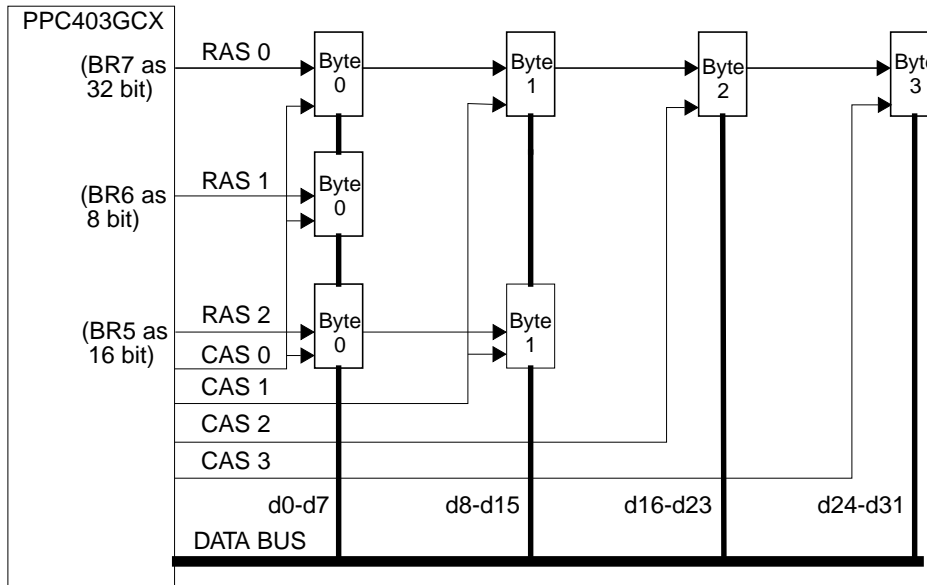 PPC403GCX
(BR7 as
32 bit)
RAS 0
Byte
0
Byte
1
Byte
2
Byte
3
(BR6 as
8 bit)
RAS 1
Byte
0
(BR5 as
16 bit)
RAS 2
Byte
0
Byte
1
CAS 0
CAS 1
CAS 2
CAS 3
d0-d7
d8-d15
d16-d23
d24-d31
DATA BUS